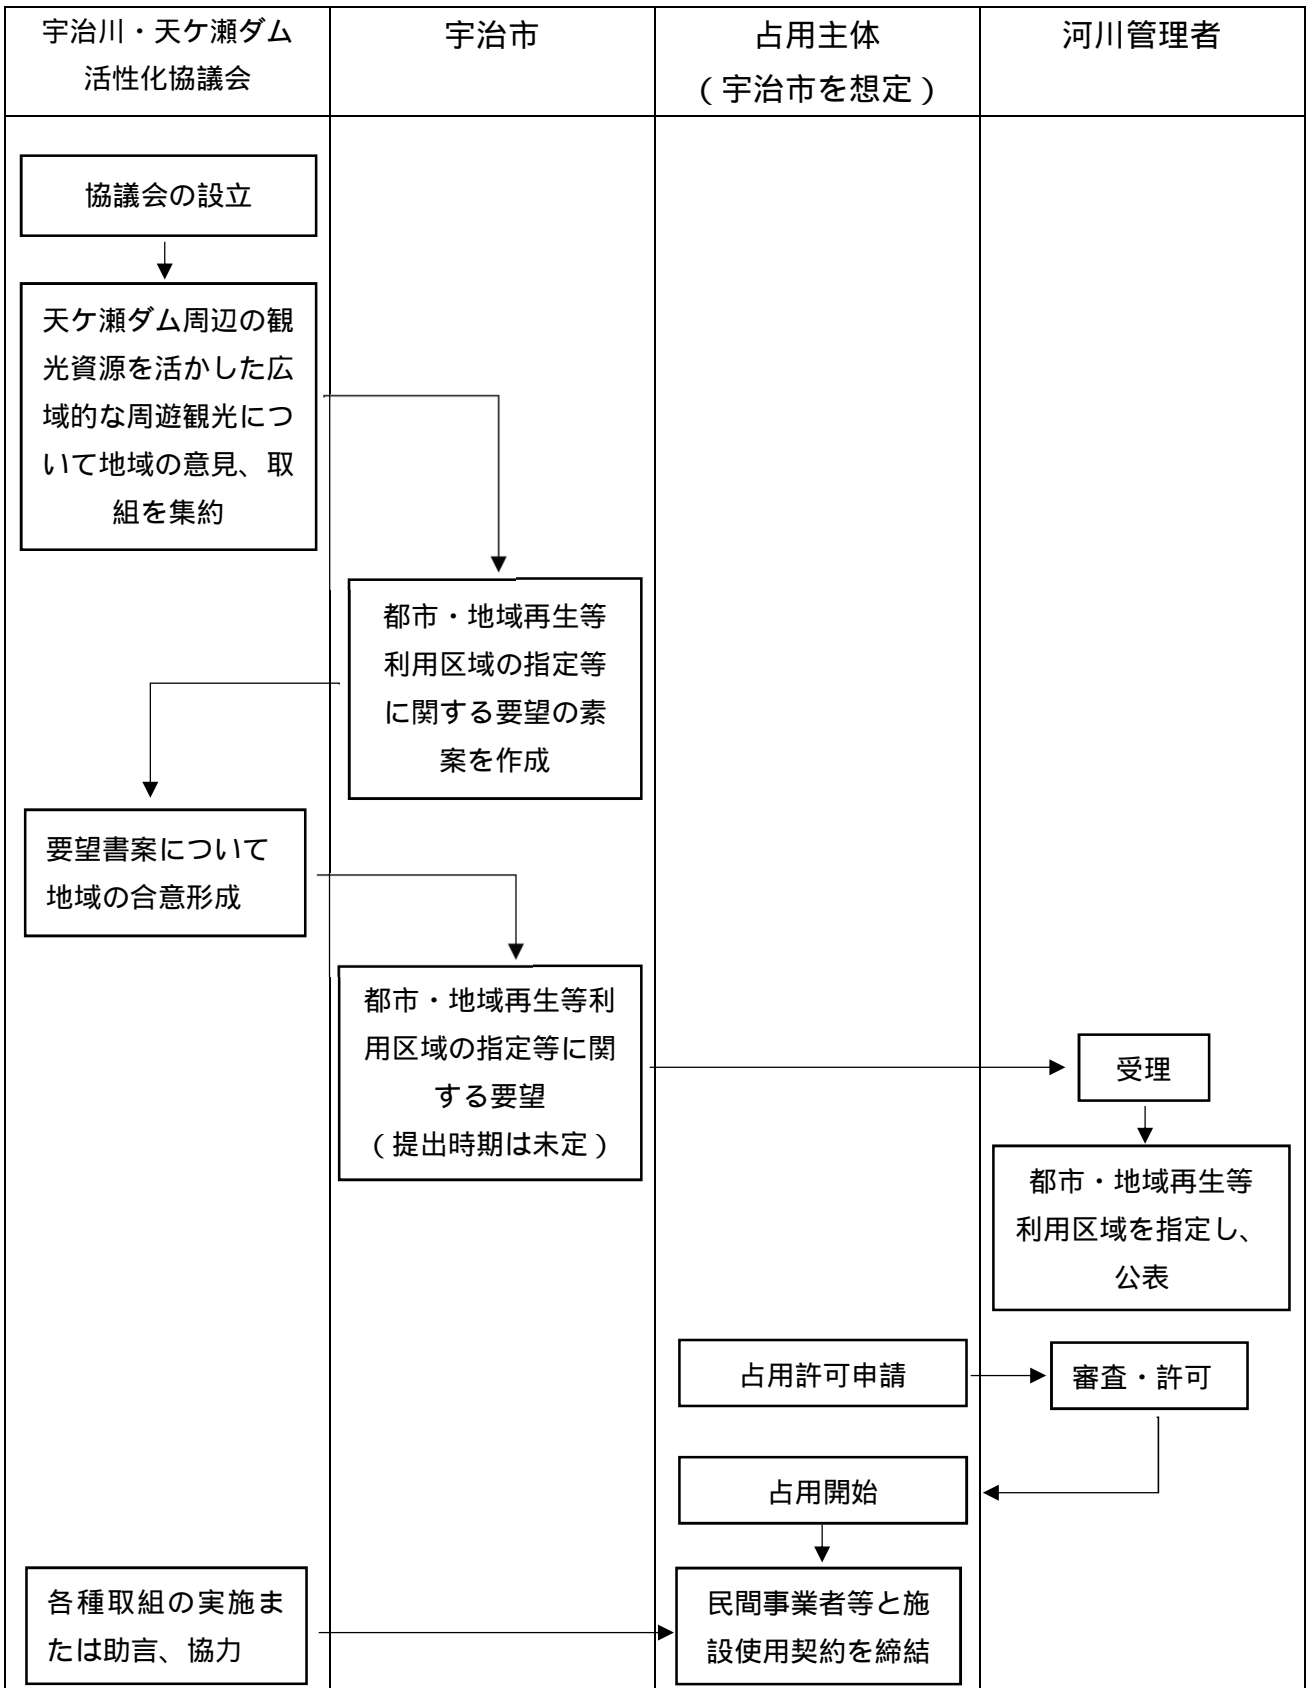 宇治川・天ケ瀬ダム
活性化協議会
宇治市
占用主体
（宇治市を想定）
河川管理者
協議会の設立
天ケ瀬ダム周辺の観
光資源を活かした広
域的な周遊観光につ
いて地域の意見、取
組を集約
都市・地域再生等
利用区域の指定等
に関する要望の素
案を作成
要望書案について
地域の合意形成
都市・地域再生等利
用区域の指定等に関
する要望
（提出時期は未定）
受理
都市・地域再生等
利用区域を指定し、
公表
占用許可申請
審査・許可
占用開始
各種取組の実施ま
たは助言、協力
民間事業者等と施
設使用契約を締結